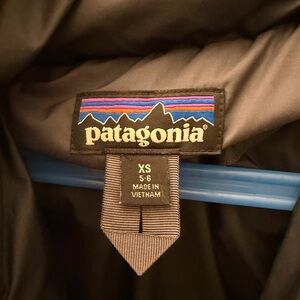 patagonia®
XS
5-6
MADE IN
VIETNAM